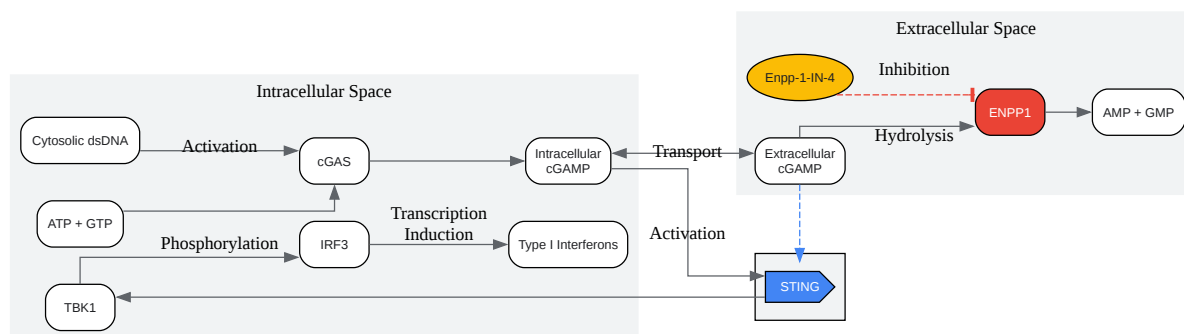 Extracellular Space
Enpp-1-IN-4
Inhibition
ENPP1
AMP + GMP
Hydrolysis
Intracellular Space
Cytosolic dsDNA
Activation
cGAS
Intracellular
cGAMP
Transport
Extracellular
cGAMP
ATP + GTP
Phosphorylation
IRF3
Transcription
Induction
Type I Interferons
Activation
TBK1
STING